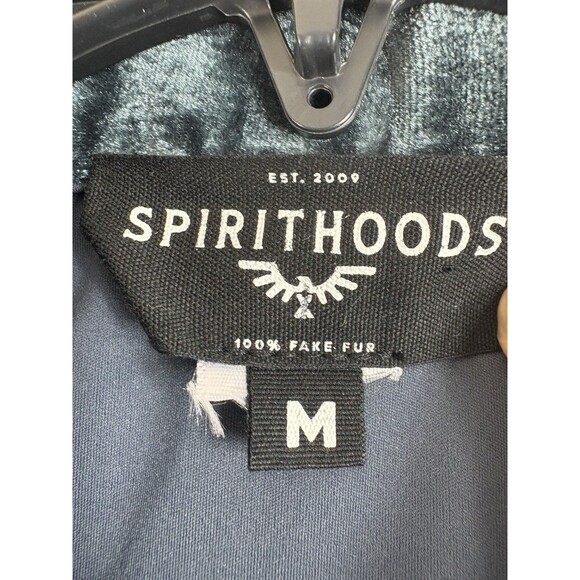 EST. 2009
SPIRITHOODS
100% FAKE FUR
M